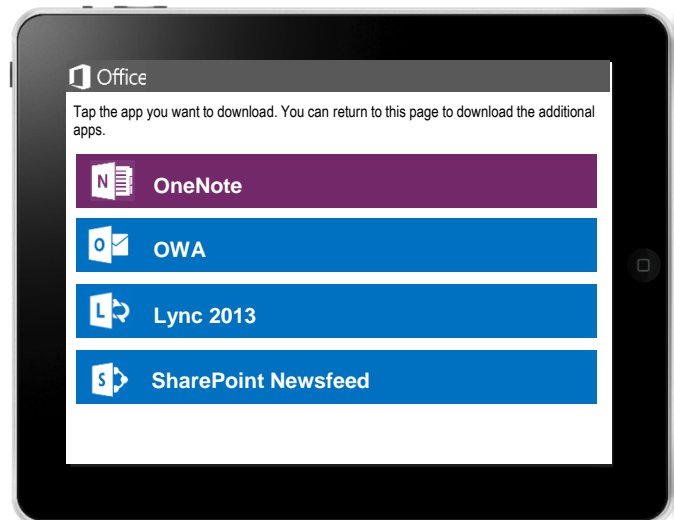 Office
Tap the app you want to download. You can return to this page to download the additional
apps.
N
OneNote
O
OWA
L
Lync 2013
S
SharePoint Newsfeed